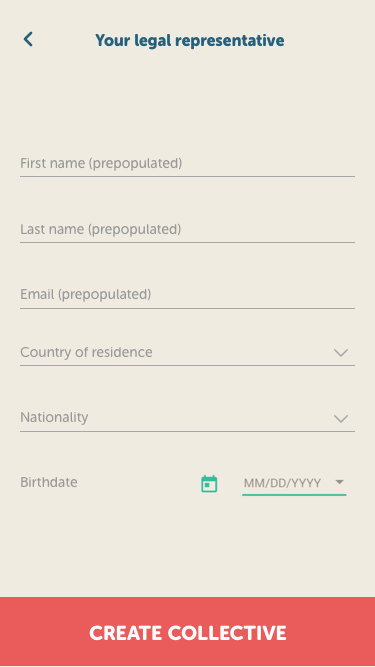 Your legal representative
First name (prepopulated)
Last name (prepopulated)
Email (prepopulated)
Country of residence
Nationality
Birthdate MM/DD/YYYY
CREATE COLLECTIVE